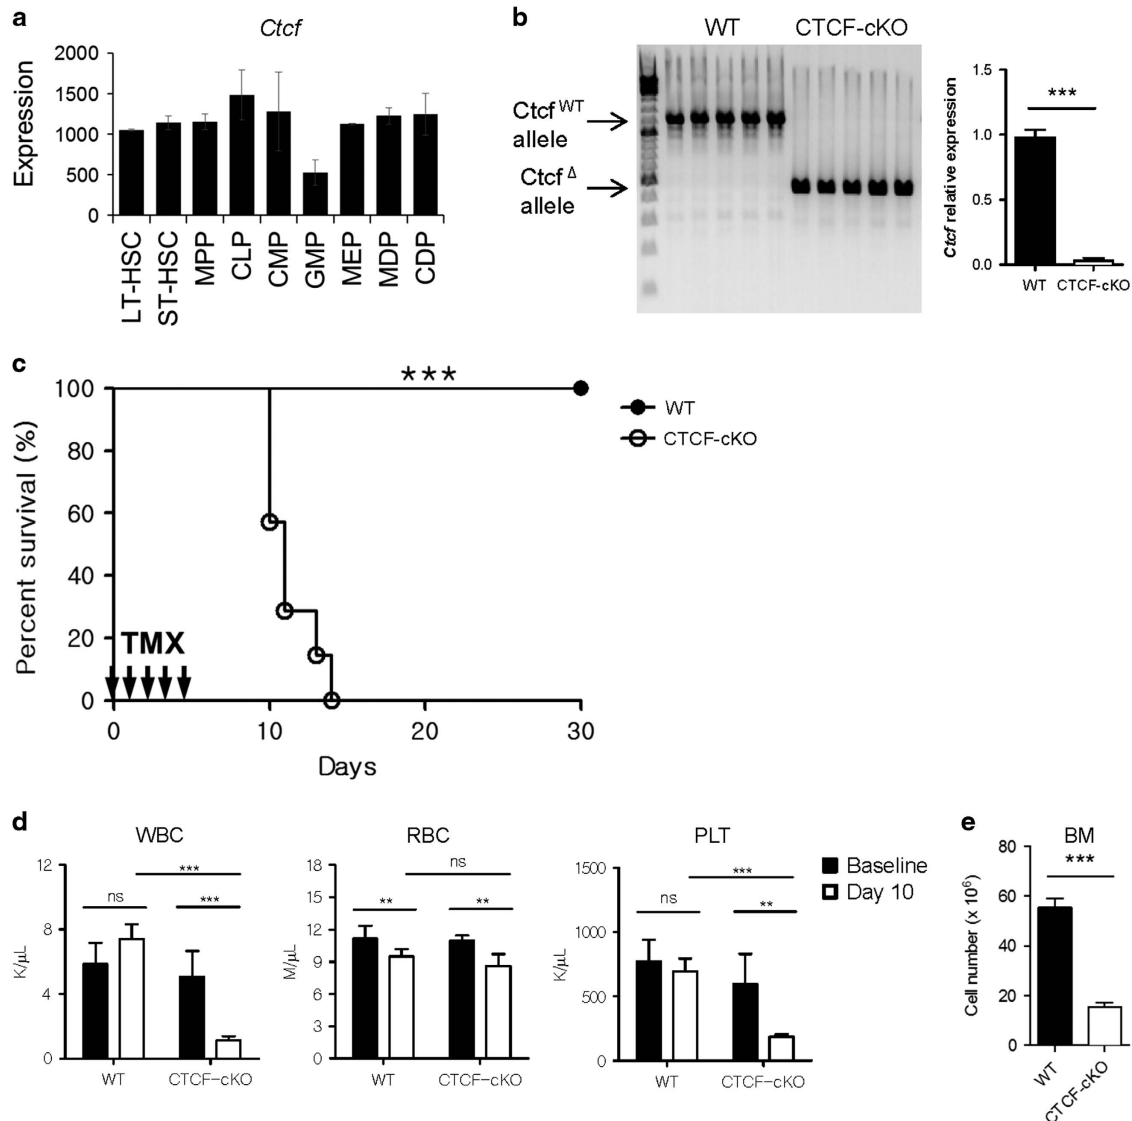 a
Ctcf
Expression
2000
1500
1000
500
0
LT-HSC
ST-HSC
MPP
CLP
CMP
GMP
MEP
MDP
CDP
b
WT CTCF-cKO
Ctcf WT
allele
Ctcf Δ
allele
Ctcf relative expression
1.5
1.0
0.5
0.0
***
WT CTCF-cKO
c
***
Percent survival (%)
100
80
60
40
20
0
TMX
0 10 20 30
Days
WT
CTCF-cKO
d
WBC
K/μL
12
8
4
0
***
ns ***
WT CTCF-cKO
RBC
M/μL
18
15
12
9
6
3
0
ns
** **
WT CTCF-cKO
PLT
K/μL
1500
1000
500
0
***
ns **
WT CTCF-cKO
Baseline
Day 10
e
BM
Cell number (x 10⁶)
80
60
40
20
0
***
WT
CTCF-cKO